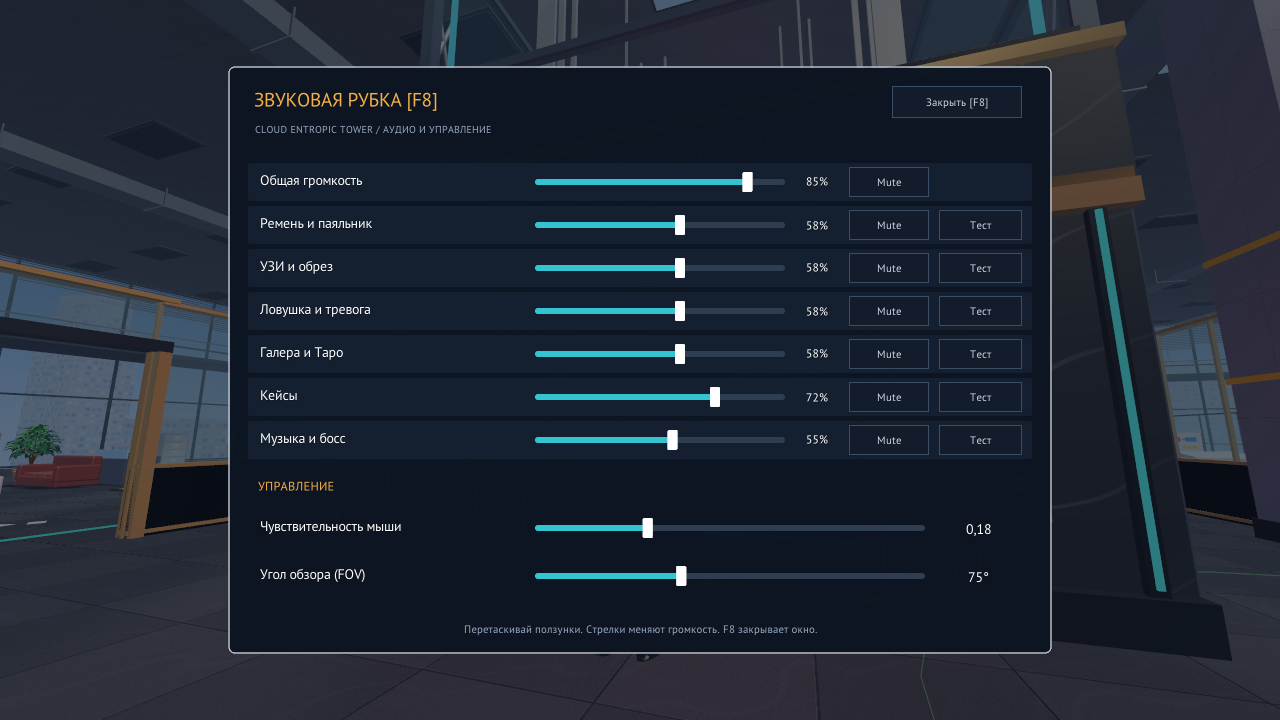 ЗВУКОВАЯ РУБКА [F8]
Закрыть [F8]
CLOUD ENTROPIC TOWER / АУДИО И УПРАВЛЕНИЕ
Общая громкость 85% Mute
Ремень и паяльник 58% Mute Тест
УЗИ и обрез 58% Mute Тест
Ловушка и тревога 58% Mute Тест
Галера и Таро 58% Mute Тест
Кейсы 72% Mute Тест
Музыка и босс 55% Mute Тест
УПРАВЛЕНИЕ
Чувствительность мыши 0,18
Угол обзора (FOV) 75°
Перетаскивай ползунки. Стрелки меняют громкость. F8 закрывает окно.